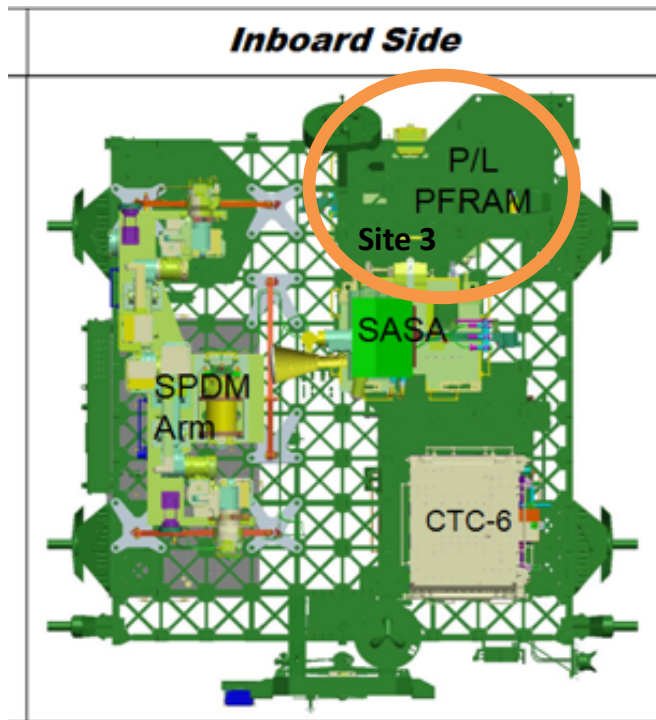 Inboard Side
P/L
PFRAM
Site 3
SASA
SPDM
Arm
CTC-6